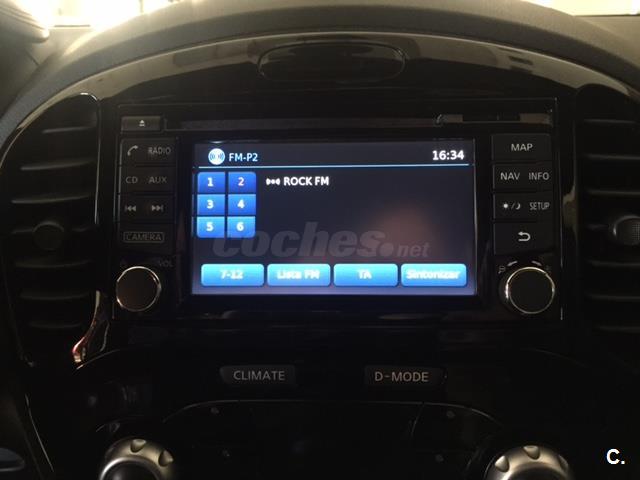 RADIO
CD
AUX
CAMERA
VOL
FM-P2
16:34
1
2
3
4
5
6
ROCK FM
7-12
Lista FM
TA
Sintonizar
MAP
NAV
INFO
SETUP
CLIMATE
D-MODE
coches.net
C.